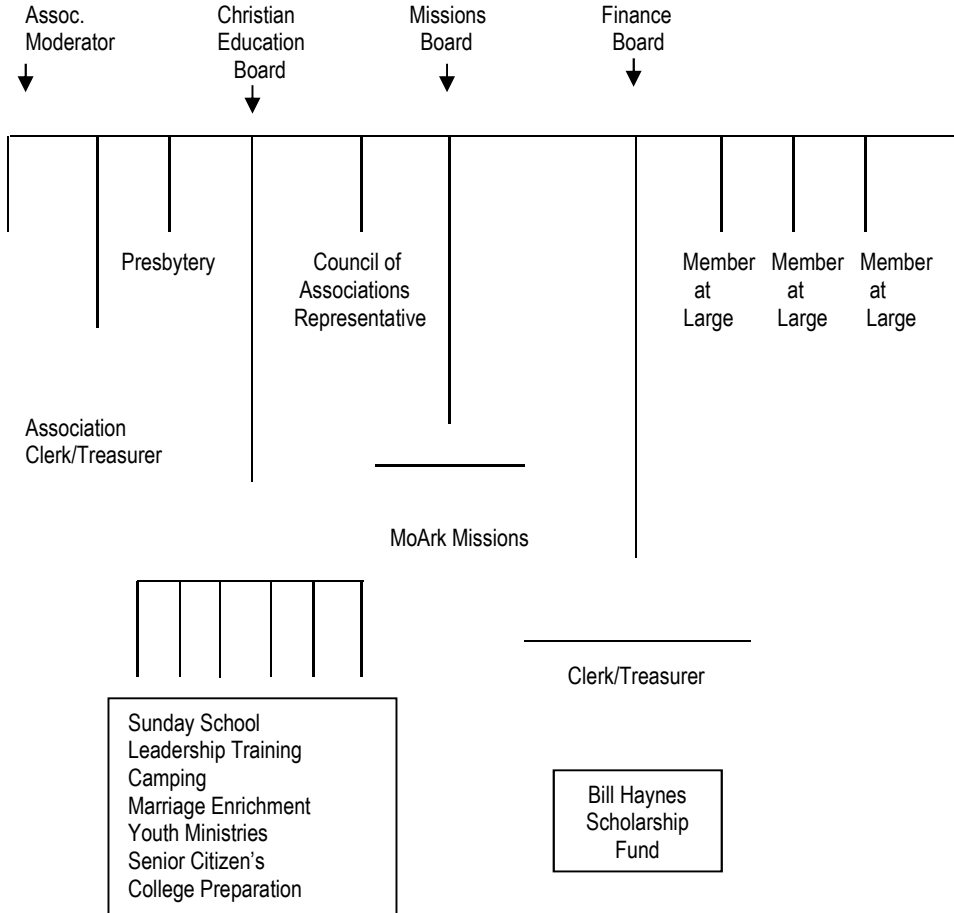 Assoc.
Moderator
Christian
Education
Board
Missions
Board
Finance
Board
Presbytery
Council of
Associations
Representative
Member
at
Large
Member
at
Large
Member
at
Large
Association
Clerk/Treasurer
MoArk Missions
Clerk/Treasurer
Sunday School
Leadership Training
Camping
Marriage Enrichment
Youth Ministries
Senior Citizen’s
College Preparation
Bill Haynes
Scholarship
Fund